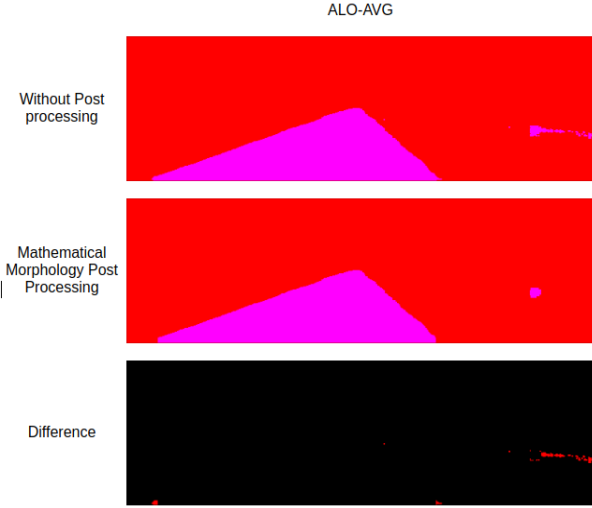 ALO-AVG
Without Post
processing
Mathematical
Morphology Post
Processing
Difference